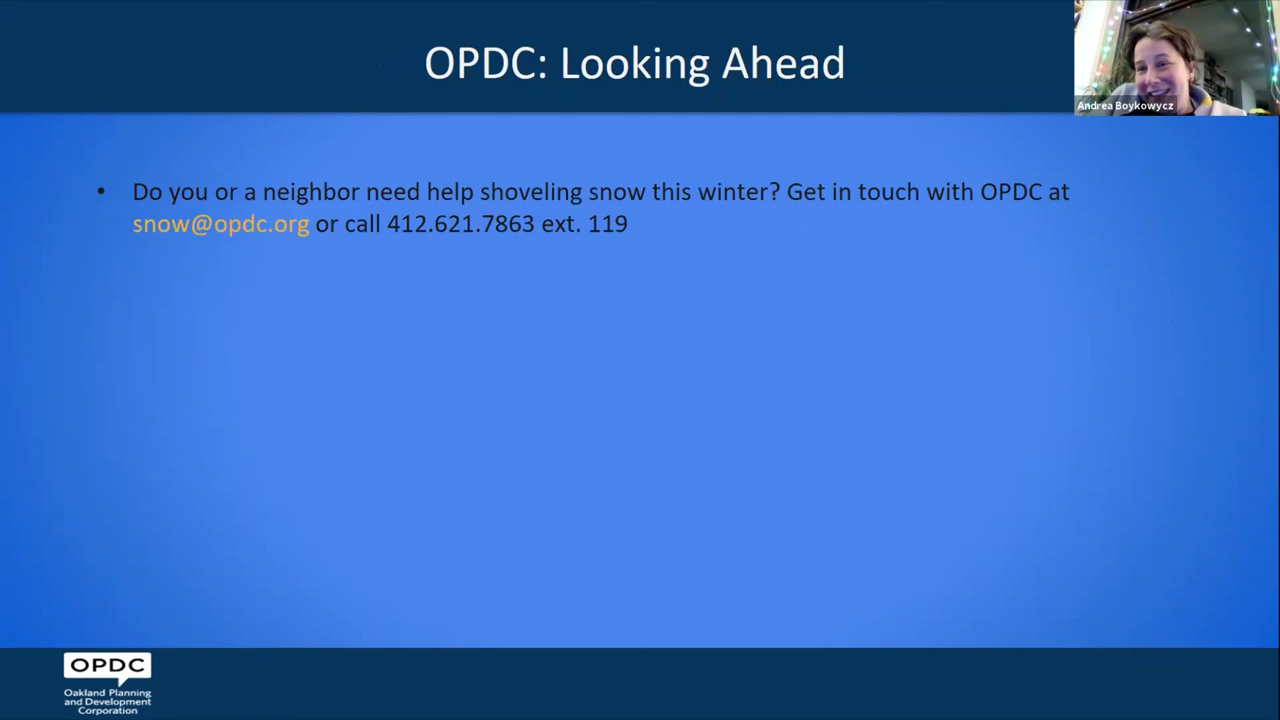 OPDC: Looking Ahead
Andrea Boykowycz
• Do you or a neighbor need help shoveling snow this winter? Get in touch with OPDC at
snow@opdc.org or call 412.621.7863 ext. 119
OPDC
Oakland Planning
and Development
Corporation